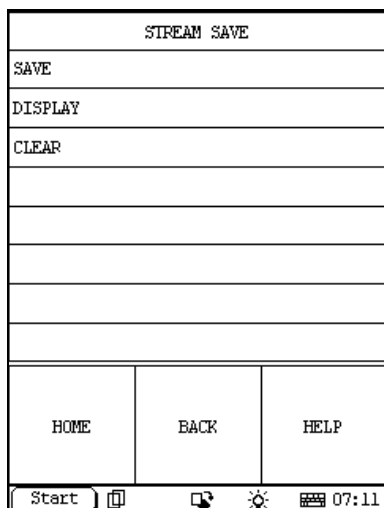 STREAM SAVE
SAVE
DISPLAY
CLEAR
HOME BACK HELP
Start 07:11